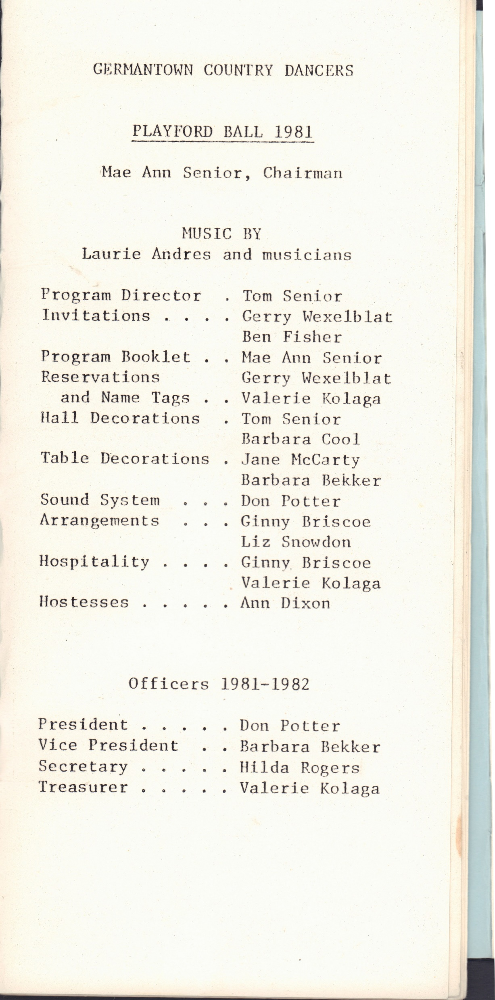 GERMANTOWN COUNTRY DANCERS
PLAYFORD BALL 1981
Mae Ann Senior, Chairman
MUSIC BY
Laurie Andres and musicians
Program Director . Tom Senior
Invitations . . . . Gerry Wexelblat
Ben Fisher
Program Booklet . . Mae Ann Senior
Reservations Gerry Wexelblat
and Name Tags . . Valerie Kolaga
Hall Decorations . Tom Senior
Barbara Cool
Table Decorations . Jane McCarty
Barbara Bekker
Sound System . . . Don Potter
Arrangements . . . Ginny Briscoe
Liz Snowdon
Hospitality . . . . Ginny Briscoe
Valerie Kolaga
Hostesses . . . . . Ann Dixon
Officers 1981-1982
President . . . . . Don Potter
Vice President . . Barbara Bekker
Secretary . . . . . Hilda Rogers
Treasurer . . . . . Valerie Kolaga